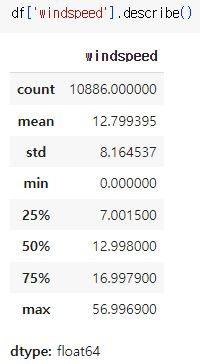 df['windspeed'].describe()
windspeed
count 10886.000000
mean 12.799395
std 8.164537
min 0.000000
25% 7.001500
50% 12.998000
75% 16.997900
max 56.996900
dtype: float64